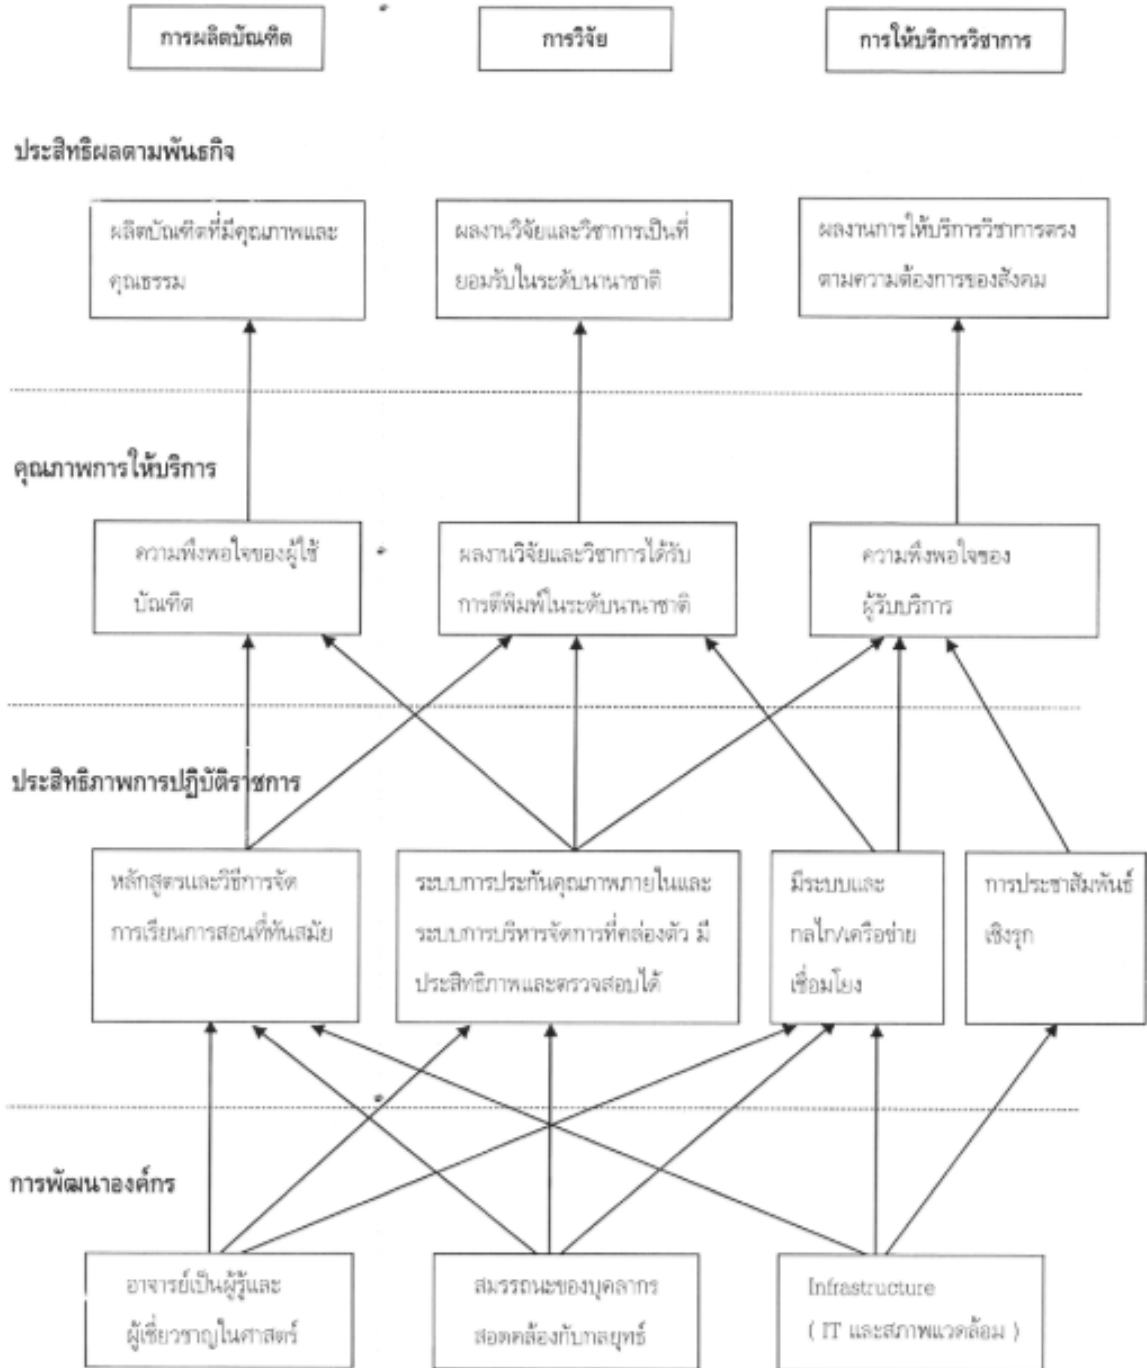 การผลิตบัณฑิต
การวิจัย
การให้บริการวิชาการ
ประสิทธิผลตามพันธกิจ
ผลิตบัณฑิตที่มีคุณภาพและ
คุณธรรม
ผลงานวิจัยและวิชาการเป็นที่
ยอมรับในระดับนานาชาติ
ผลงานการให้บริการวิชาการตรง
ตามความต้องการของสังคม
คุณภาพการให้บริการ
ความพึงพอใจของผู้ใช้
บัณฑิต
ผลงานวิจัยและวิชาการได้รับ
การตีพิมพ์ในระดับนานาชาติ
ความพึงพอใจของ
ผู้รับบริการ
ประสิทธิภาพการปฏิบัติราชการ
หลักสูตรและวิธีการจัด
การเรียนการสอนที่ทันสมัย
ระบบการประกันคุณภาพภายในและ
ระบบการบริหารจัดการที่คล่องตัว มี
ประสิทธิภาพและตรวจสอบได้
มีระบบและ
กลไก/เครือข่าย
เชื่อมโยง
การประชาสัมพันธ์
เชิงรุก
การพัฒนาองค์กร
อาจารย์เป็นผู้รู้และ
ผู้เชี่ยวชาญในศาสตร์
สมรรถนะของบุคลากร
สอดคล้องกับกลยุทธ์
Infrastructure
( IT และสภาพแวดล้อม )